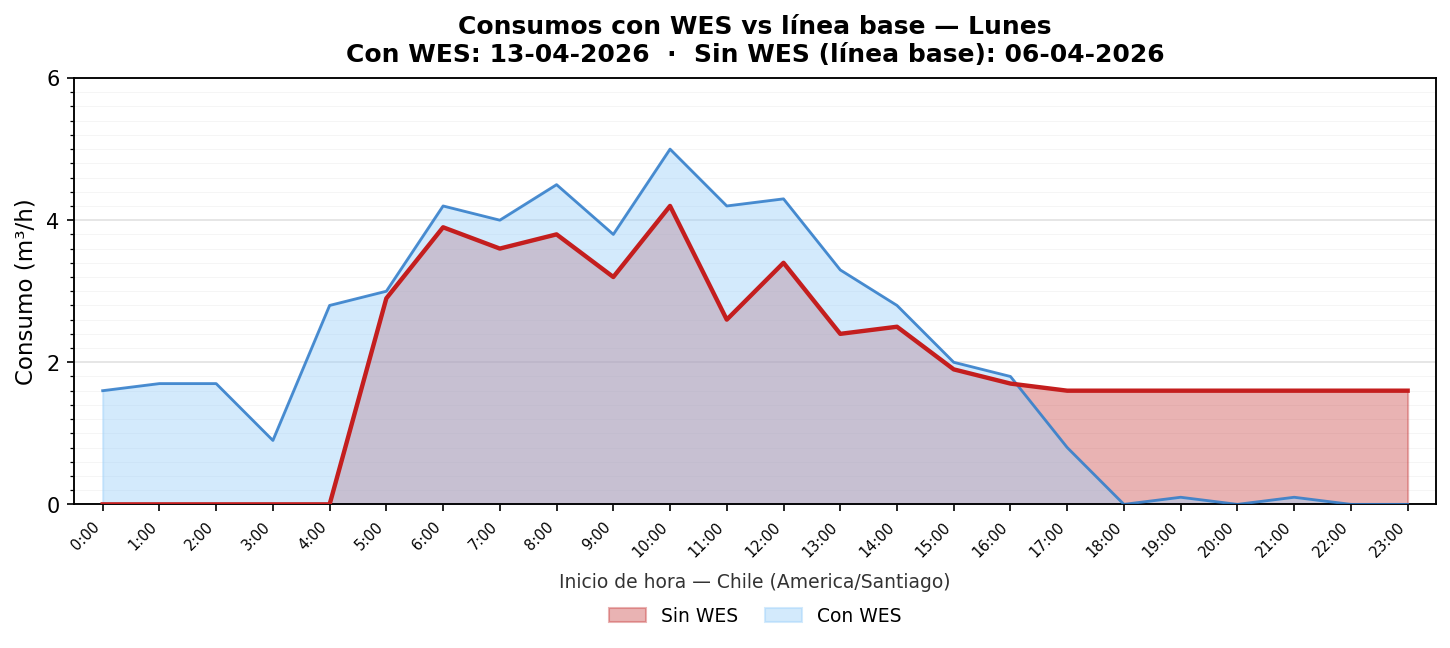 Consumos con WES vs línea base — Lunes
Con WES: 13-04-2026 · Sin WES (línea base): 06-04-2026
Consumo (m³/h)
6
4
2
0
0:00 1:00 2:00 3:00 4:00 5:00 6:00 7:00 8:00 9:00 10:00 11:00 12:00 13:00 14:00 15:00 16:00 17:00 18:00 19:00 20:00 21:00 22:00 23:00
Inicio de hora — Chile (America/Santiago)
Sin WES Con WES